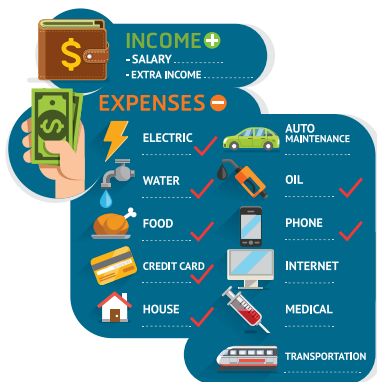 INCOME
- SALARY
- EXTRA INCOME
EXPENSES
ELECTRIC
WATER
FOOD
CREDIT CARD
HOUSE
AUTO
MAINTENANCE
OIL
PHONE
INTERNET
MEDICAL
TRANSPORTATION
$
$